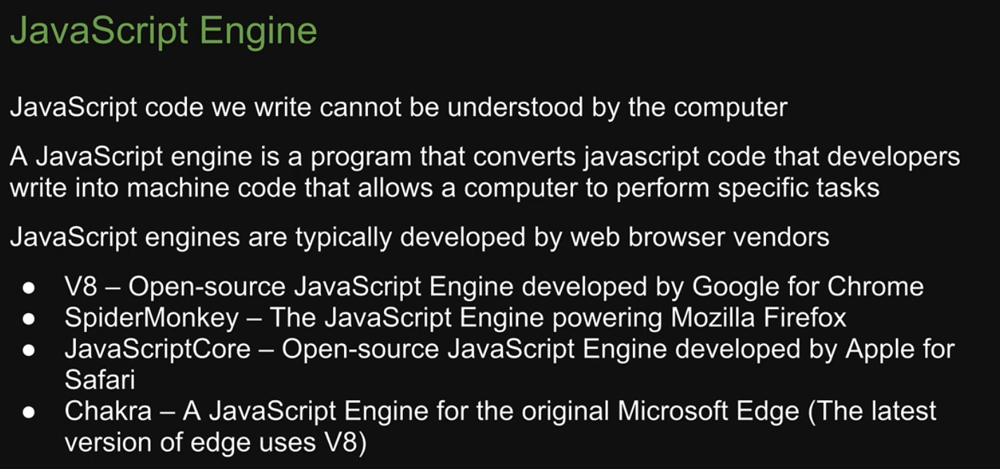 JavaScript Engine
JavaScript code we write cannot be understood by the computer
A JavaScript engine is a program that converts javascript code that developers
write into machine code that allows a computer to perform specific tasks
JavaScript engines are typically developed by web browser vendors
● V8 – Open-source JavaScript Engine developed by Google for Chrome
● SpiderMonkey – The JavaScript Engine powering Mozilla Firefox
● JavaScriptCore – Open-source JavaScript Engine developed by Apple for
Safari
● Chakra – A JavaScript Engine for the original Microsoft Edge (The latest
version of edge uses V8)